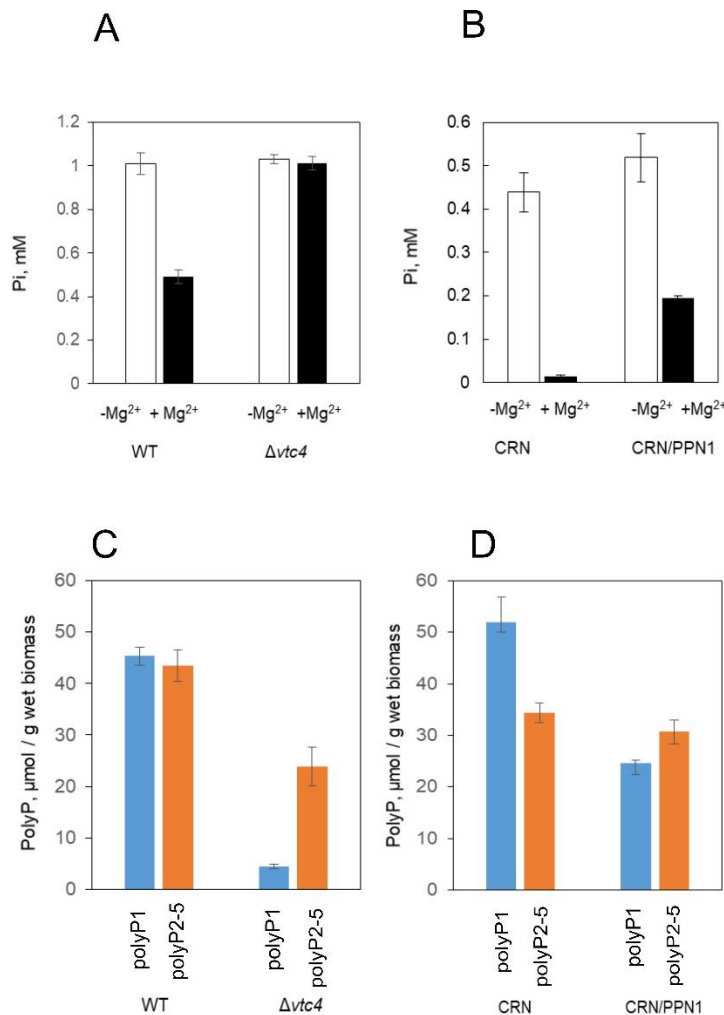 A
B
Pi, mM
1.2
1
0.8
0.6
0.4
0.2
0
-Mg²⁺ + Mg²⁺ -Mg²⁺ +Mg²⁺
WT Δvtc4
Pi, mM
0.6
0.5
0.4
0.3
0.2
0.1
0
-Mg²⁺ + Mg²⁺ -Mg²⁺ +Mg²⁺
CRN CRN/PPN1
C
D
PolyP, µmol / g wet biomass
60
50
40
30
20
10
0
polyP1 polyP2-5 polyP1 polyP2-5
WT Δvtc4
PolyP, µmol / g wet biomass
60
50
40
30
20
10
0
polyP1 polyP2-5 polyP1 polyP2-5
CRN CRN/PPN1